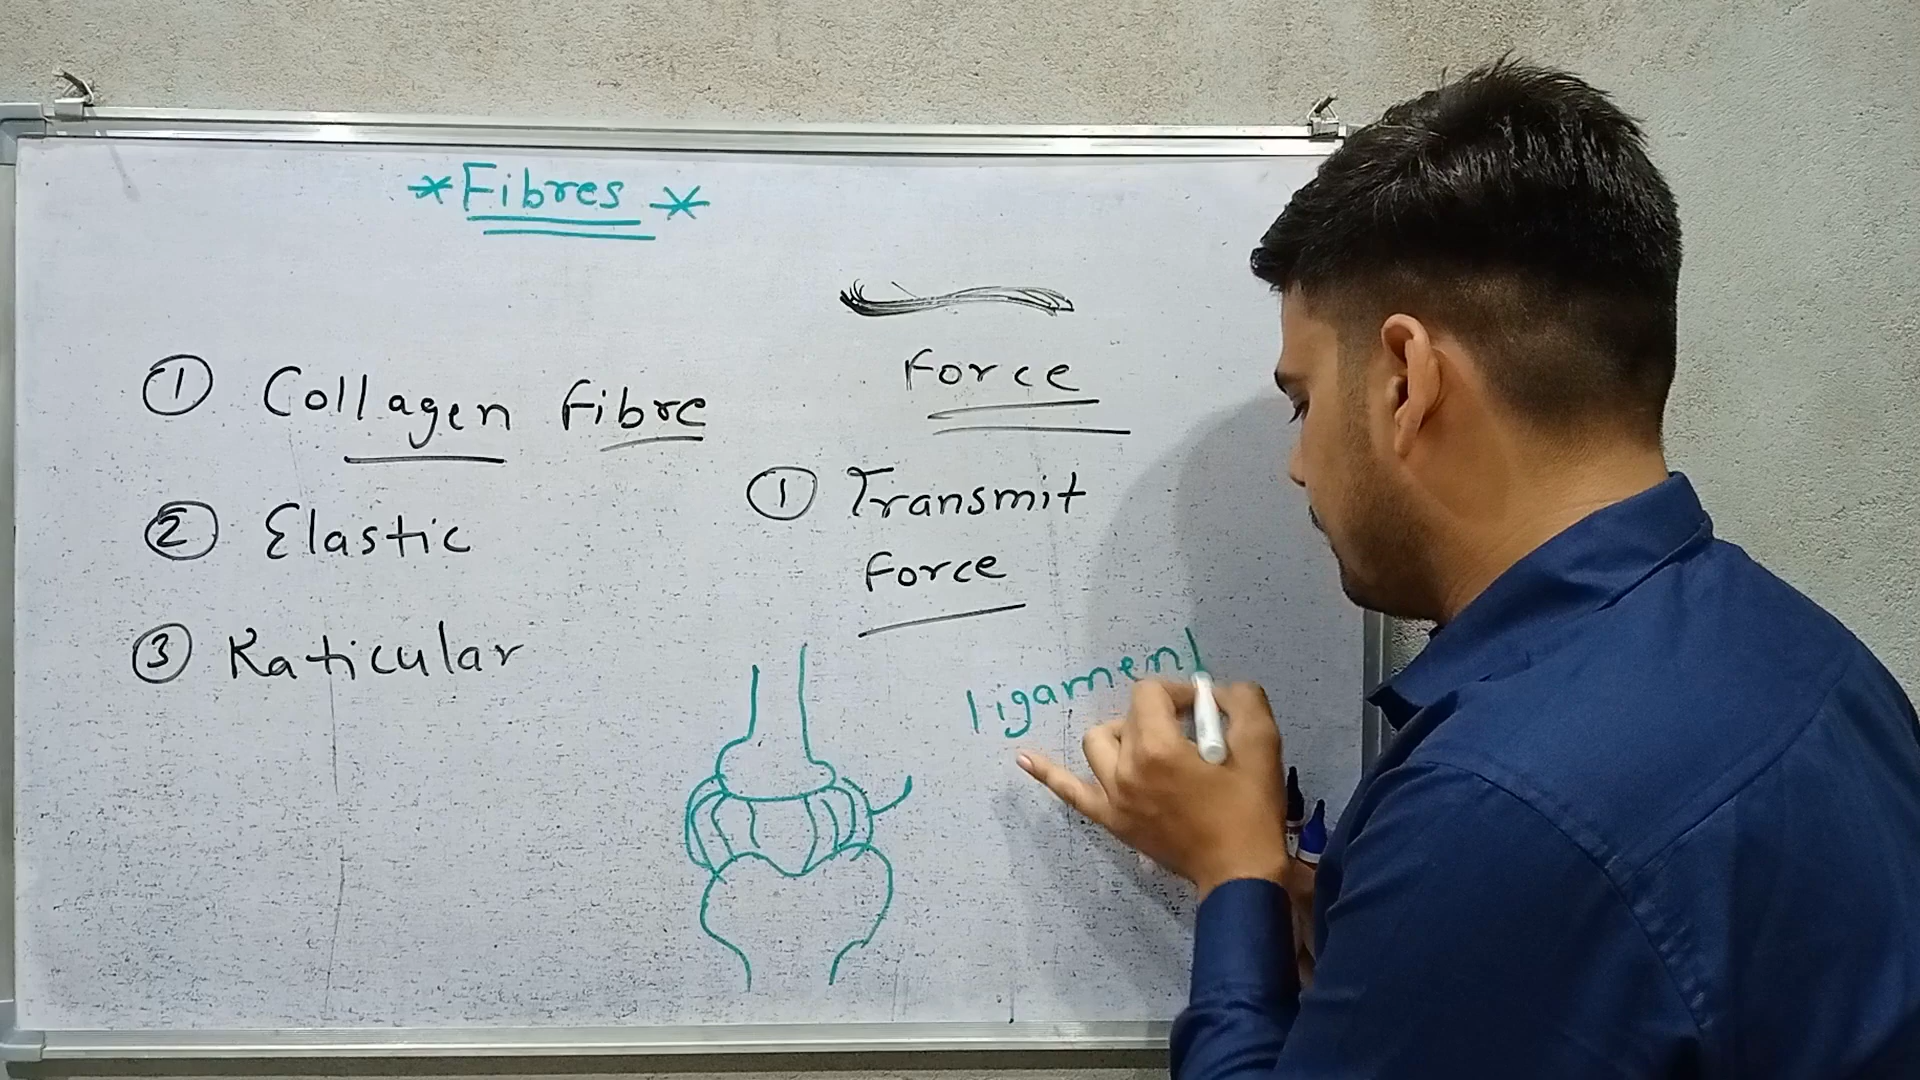 *Fibres*
① Collagen Fibre
② Elastic
③ Raticular
Force
① Transmit
Force
ligament